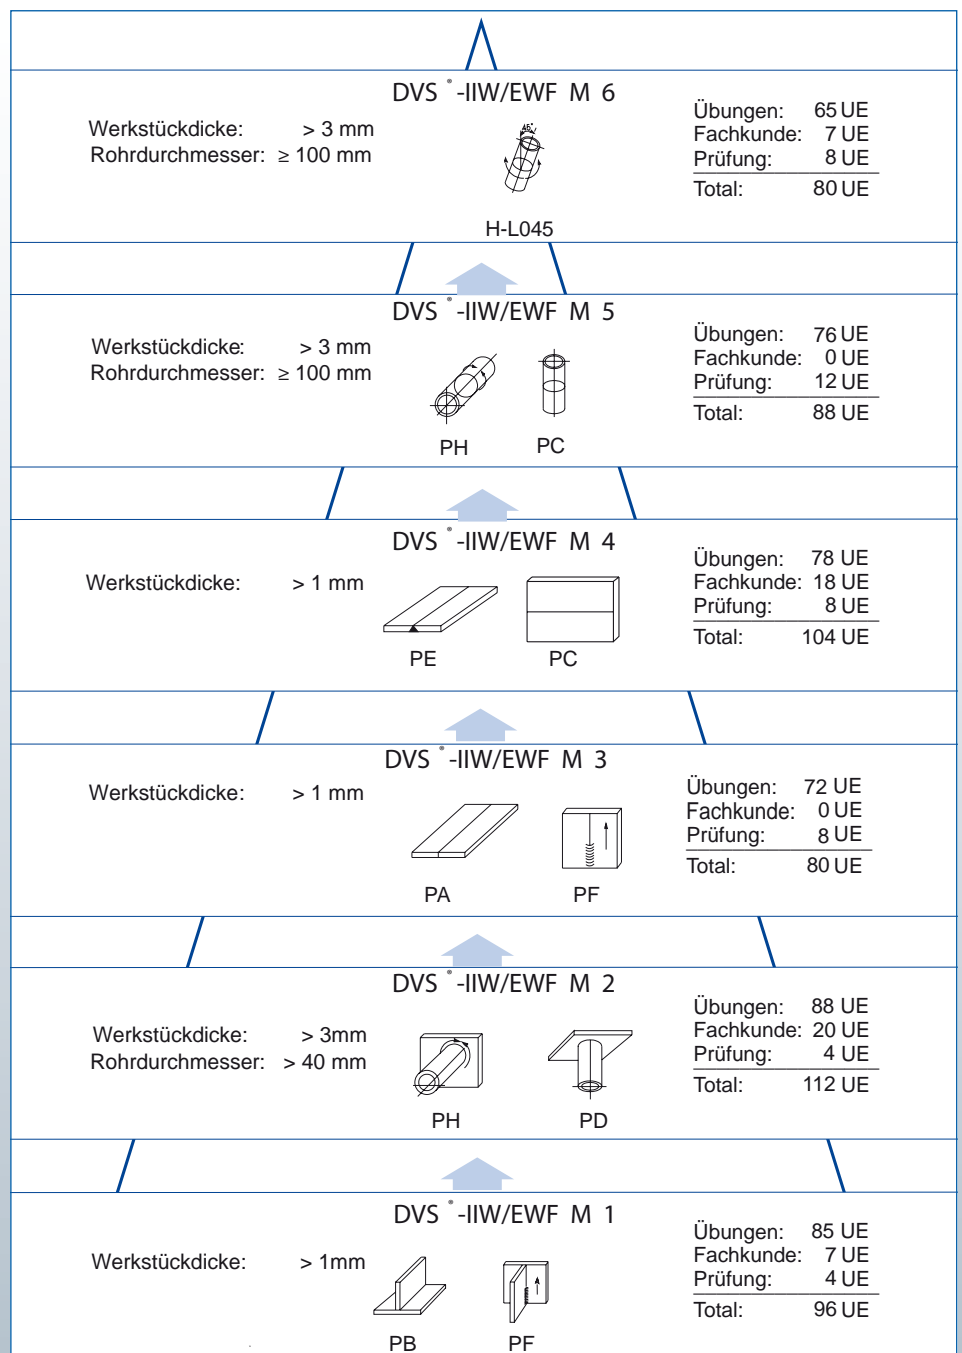 DVS®-IIW/EWF M 6
Werkstückdicke: > 3 mm
Rohrdurchmesser: ≥ 100 mm
45°
H-L045
Übungen: 65 UE
Fachkunde: 7 UE
Prüfung: 8 UE
Total: 80 UE
DVS®-IIW/EWF M 5
Werkstückdicke: > 3 mm
Rohrdurchmesser: ≥ 100 mm
PH PC
Übungen: 76 UE
Fachkunde: 0 UE
Prüfung: 12 UE
Total: 88 UE
DVS®-IIW/EWF M 4
Werkstückdicke: > 1 mm
PE PC
Übungen: 78 UE
Fachkunde: 18 UE
Prüfung: 8 UE
Total: 104 UE
DVS®-IIW/EWF M 3
Werkstückdicke: > 1 mm
PA PF
Übungen: 72 UE
Fachkunde: 0 UE
Prüfung: 8 UE
Total: 80 UE
DVS®-IIW/EWF M 2
Werkstückdicke: > 3mm
Rohrdurchmesser: > 40 mm
PH PD
Übungen: 88 UE
Fachkunde: 20 UE
Prüfung: 4 UE
Total: 112 UE
DVS®-IIW/EWF M 1
Werkstückdicke: > 1mm
PB PF
Übungen: 85 UE
Fachkunde: 7 UE
Prüfung: 4 UE
Total: 96 UE